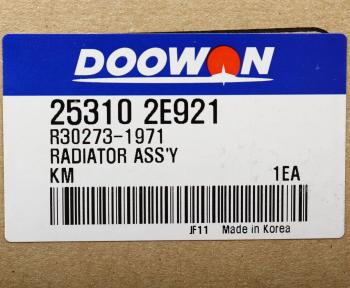 DOOWON
25310 2E921
R30273-1971
RADIATOR ASS'Y
KM 1EA
JF11 Made in Korea